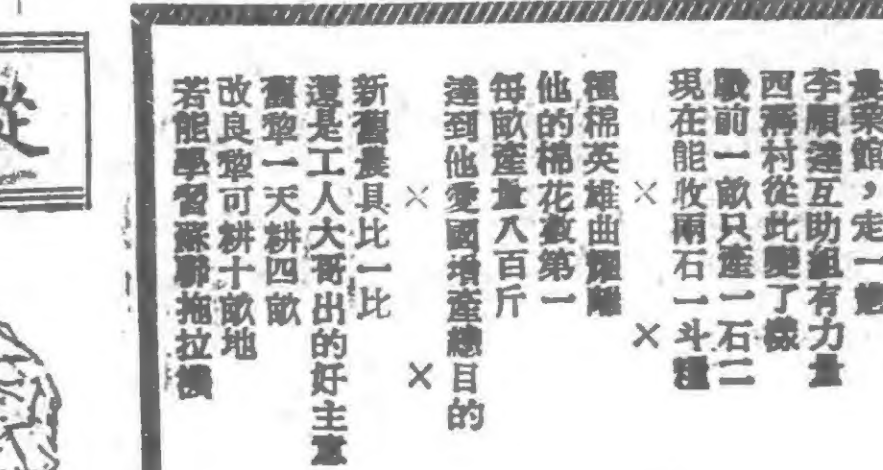 農業館，走一趟
李順達互助組有力量
西溝村從此變了樣
戰前一畝只產一石二
現在能收兩石一斗糧
× ×
種棉英雄曲耀離
他的棉花數第一
每畝產量八百斤
達到他愛國增產總目的
× ×
新舊農具比一比
還是工人大哥出的好主意
舊犂一天耕四畝
改良犂可耕十畝地
若能學習蘇聯拖拉機
從